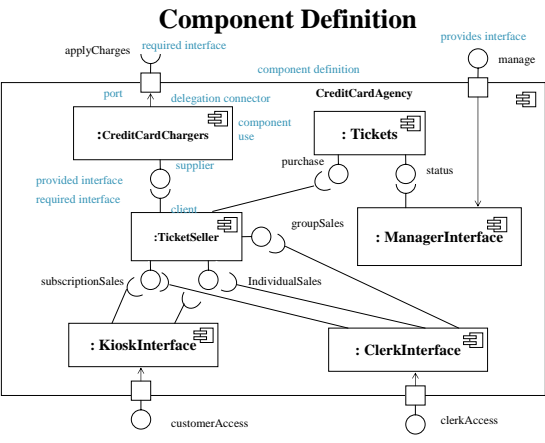 Component Definition
applyCharges
required interface
provides interface
manage
component definition
port
delegation connector
CreditCardAgency
:CreditCardChargers
component
use
: Tickets
supplier
purchase
status
provided interface
required interface
client
:TicketSeller
groupSales
: ManagerInterface
subscriptionSales
IndividualSales
: KioskInterface
: ClerkInterface
customerAccess
clerkAccess